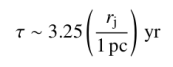 τ ~ 3.25 ( r_j / 1 pc ) yr